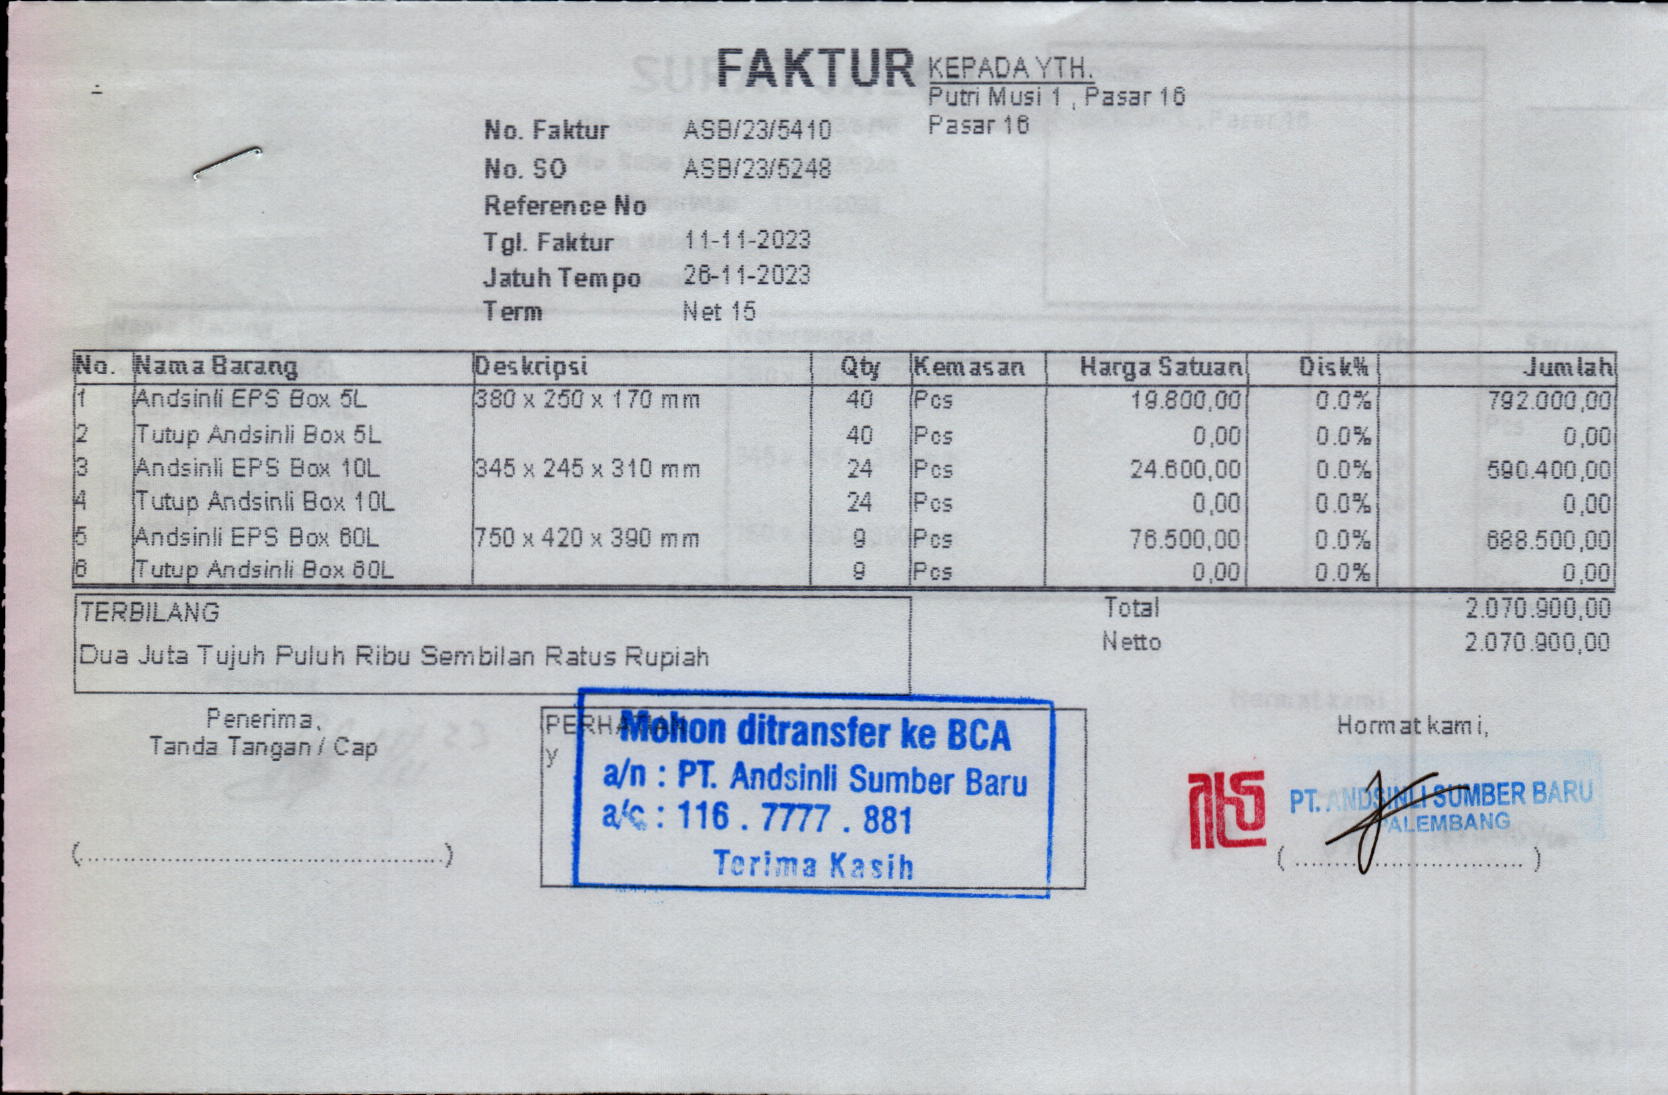 FAKTUR
KEPADA YTH.
Putri Musi 1 , Pasar 16
Pasar 16
No. Faktur ASB/23/5410
No. SO ASB/23/5248
Reference No
Tgl. Faktur 11-11-2023
Jatuh Tempo 26-11-2023
Term Net 15
No. Nama Barang Deskripsi Qty Kemasan Harga Satuan Disk% Jumlah
1 Andsinli EPS Box 5L 380 x 250 x 170 mm 40 Pcs 19.800,00 0.0% 792.000,00
2 Tutup Andsinli Box 5L 40 Pcs 0,00 0.0% 0,00
3 Andsinli EPS Box 10L 345 x 245 x 310 mm 24 Pcs 24.600,00 0.0% 590.400,00
4 Tutup Andsinli Box 10L 24 Pcs 0,00 0.0% 0,00
5 Andsinli EPS Box 60L 750 x 420 x 390 mm 9 Pcs 76.500,00 0.0% 688.500,00
6 Tutup Andsinli Box 60L 9 Pcs 0,00 0.0% 0,00
TERBILANG
Dua Juta Tujuh Puluh Ribu Sembilan Ratus Rupiah
Total 2.070.900,00
Netto 2.070.900,00
Penerima,
Tanda Tangan / Cap
(............................................)
PERHATIAN
y
Mohon ditransfer ke BCA
a/n : PT. Andsinli Sumber Baru
a/c : 116 . 7777 . 881
Terima Kasih
Hormat kami,
PT. ANDSINLI SUMBER BARU
PALEMBANG
( ............................ )